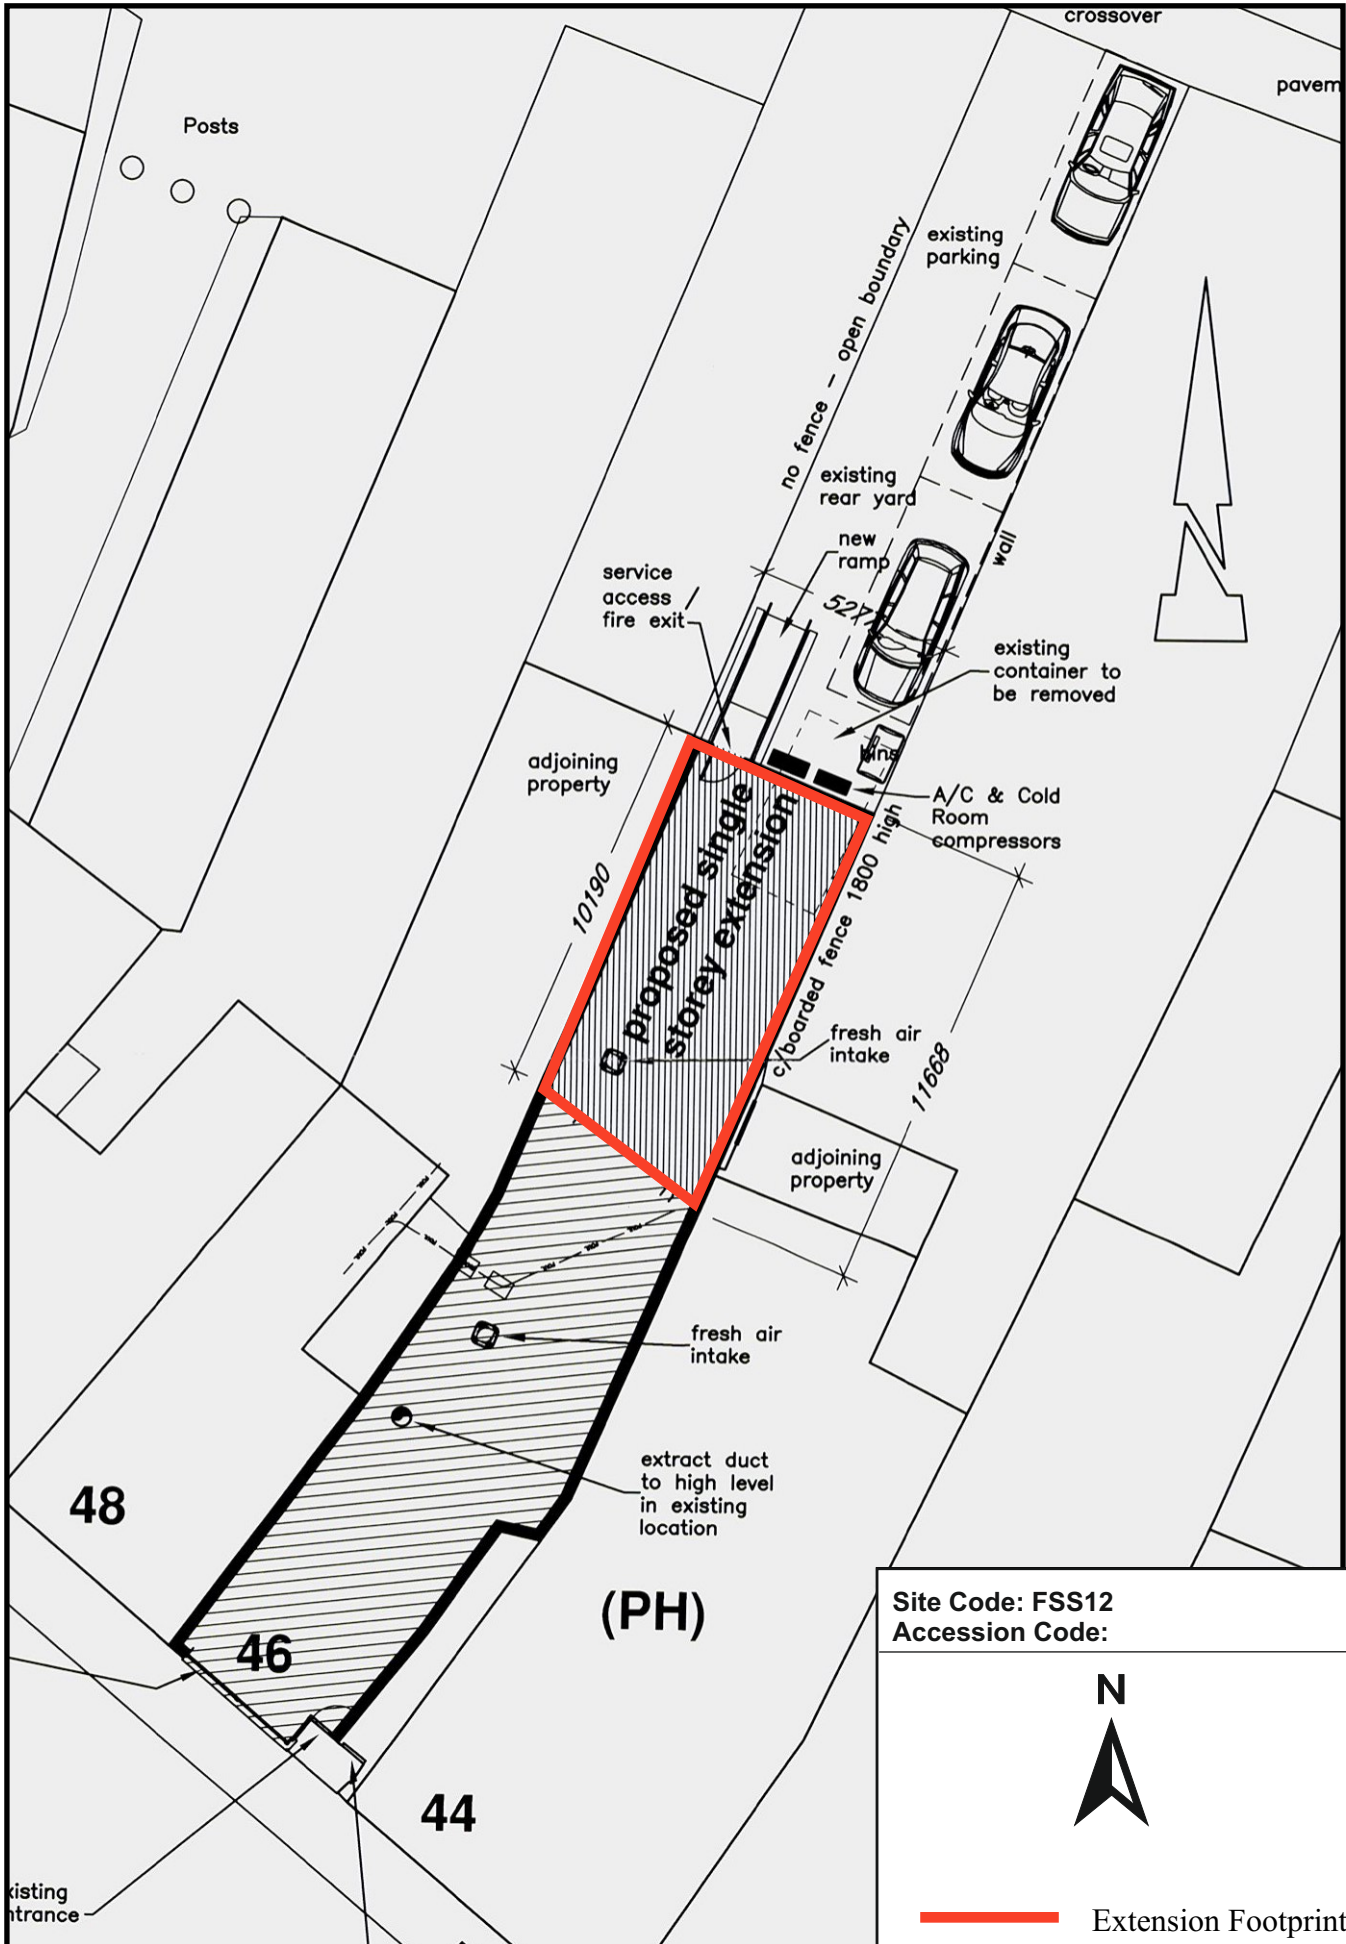 crossover
pavem
Posts
existing
parking
no fence - open boundary
existing
rear yard
new
ramp
wall
service
access /
fire exit
527
existing
container to
be removed
adjoining
property
bins
A/C & Cold
Room
compressors
10190
proposed single
storey extension
c/boarded fence 1800 high
fresh air
intake
11668
adjoining
property
fresh air
intake
extract duct
to high level
in existing
location
48
(PH)
46
44
xisting
ntrance
Site Code: FSS12
Accession Code:
N
Extension Footprint